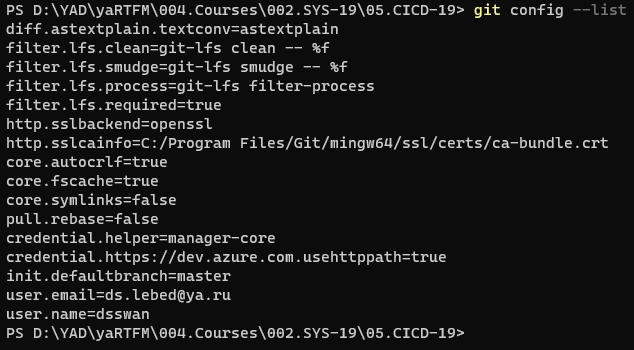 PS D:\YAD\yaRTFM\004.Courses\002.SYS-19\05.CICD-19> git config --list
diff.astextplain.textconv=astextplain
filter.lfs.clean=git-lfs clean -- %f
filter.lfs.smudge=git-lfs smudge -- %f
filter.lfs.process=git-lfs filter-process
filter.lfs.required=true
http.sslbackend=openssl
http.sslcainfo=C:/Program Files/Git/mingw64/ssl/certs/ca-bundle.crt
core.autocrlf=true
core.fscache=true
core.symlinks=false
pull.rebase=false
credential.helper=manager-core
credential.https://dev.azure.com.usehttppath=true
init.defaultbranch=master
user.email=ds.lebed@ya.ru
user.name=dsswan
PS D:\YAD\yaRTFM\004.Courses\002.SYS-19\05.CICD-19>